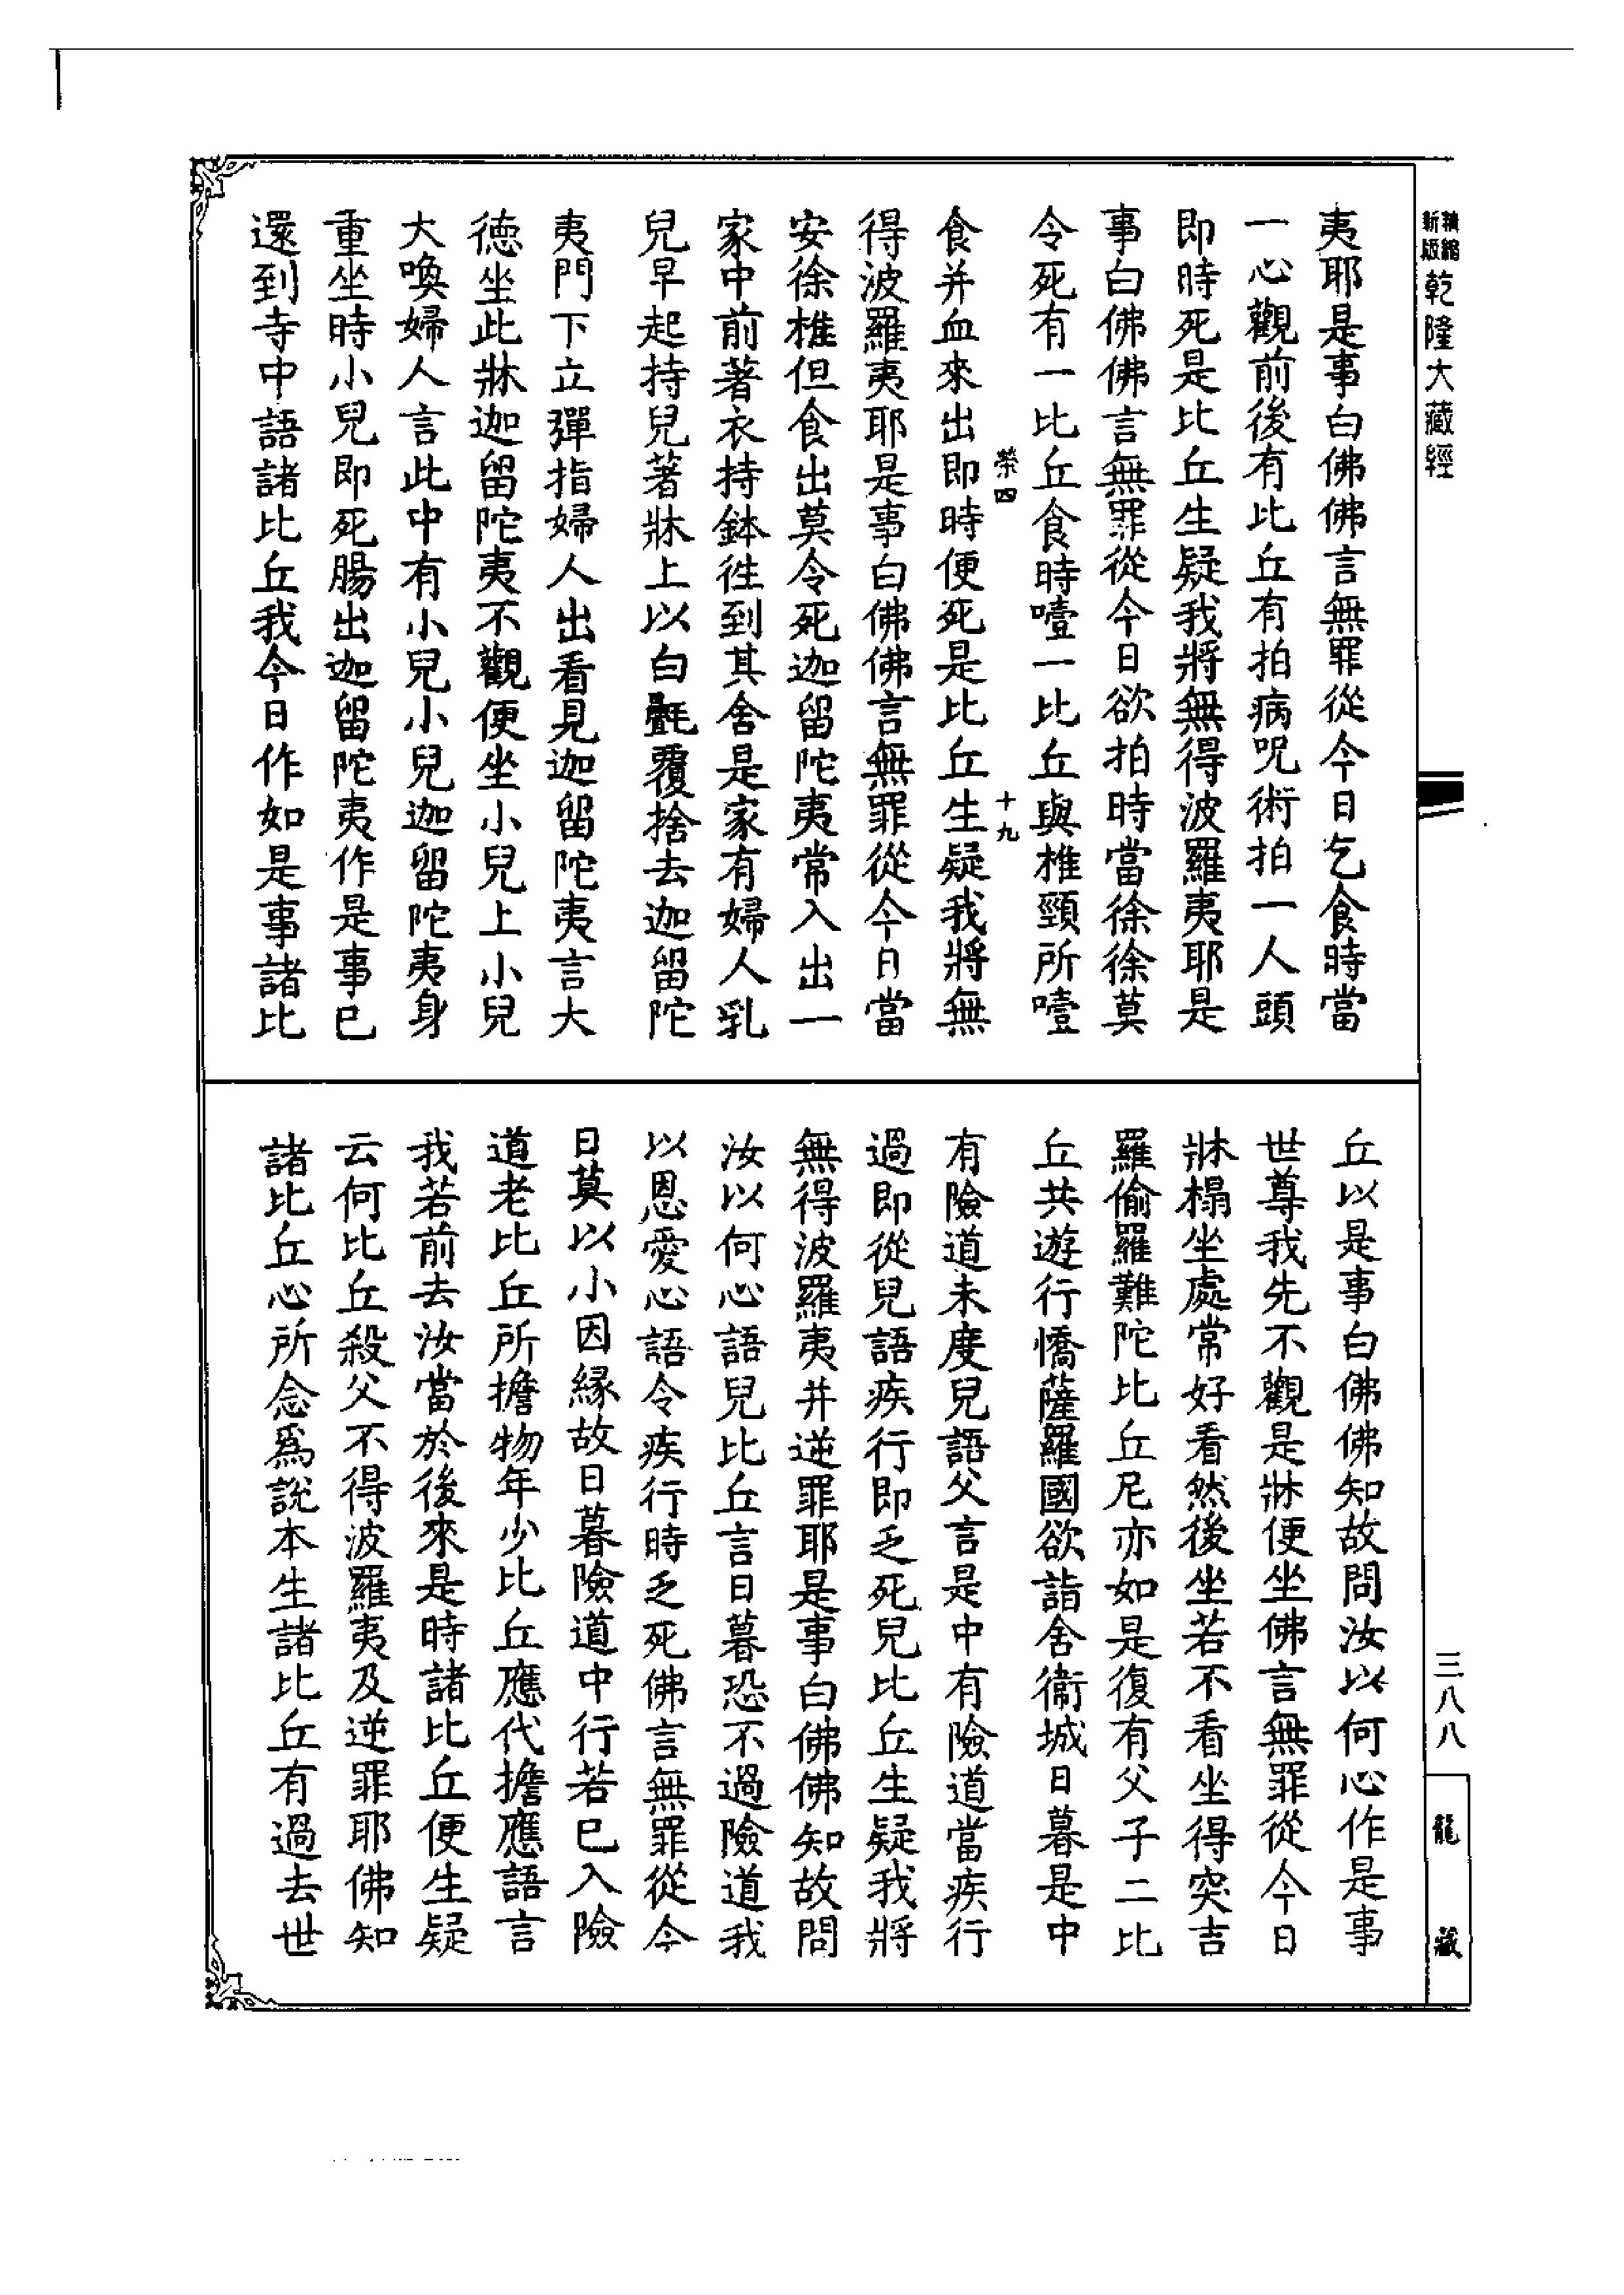 精縮新版乾隆大藏經
夷耶是事白佛佛言無罪從今日乞食時當
一心觀前後有比丘有拍病呪術拍一人頭
即時死是比丘生疑我將無得波羅夷耶是
事白佛佛言無罪從今日欲拍時當徐徐莫
令死有一比丘食時噎一比丘與椎頸所噎
榮四
十九
食并血來出即時便死是比丘生疑我將無
得波羅夷耶是事白佛佛言無罪從今日當
安徐椎但食出莫令死迦留陀夷常入出一
家中前著衣持鉢徃到其舍是家有婦人乳
兒早起持兒著牀上以白㲲覆捨去迦留陀
夷門下立彈指婦人出看見迦留陀夷言大
德坐此牀迦留陀夷不觀便坐小兒上小兒
大喚婦人言此中有小兒小兒迦留陀夷身
重坐時小兒即死腸出迦留陀夷作是事已
還到寺中語諸比丘我今日作如是事諸比
丘以是事白佛佛知故問汝以何心作是事
世尊我先不觀是牀便坐佛言無罪從今日
牀榻坐處常好看然後坐若不看坐得突吉
羅偷羅難陀比丘尼亦如是復有父子二比
丘共遊行憍薩羅國欲詣舍衞城日暮是中
有險道未度兒語父言是中有險道當疾行
過即從兒語疾行即乏死兒比丘生疑我將
無得波羅夷并逆罪耶是事白佛佛知故問
汝以何心語兒比丘言日暮恐不過險道我
以恩愛心語令疾行時乏死佛言無罪從今
日莫以小因緣故日暮險道中行若已入險
道老比丘所擔物年少比丘應代擔應語言
我若前去汝當於後來是時諸比丘便生疑
云何比丘殺父不得波羅夷及逆罪耶佛知
諸比丘心所念爲說本生諸比丘有過去世
三八八
龍藏